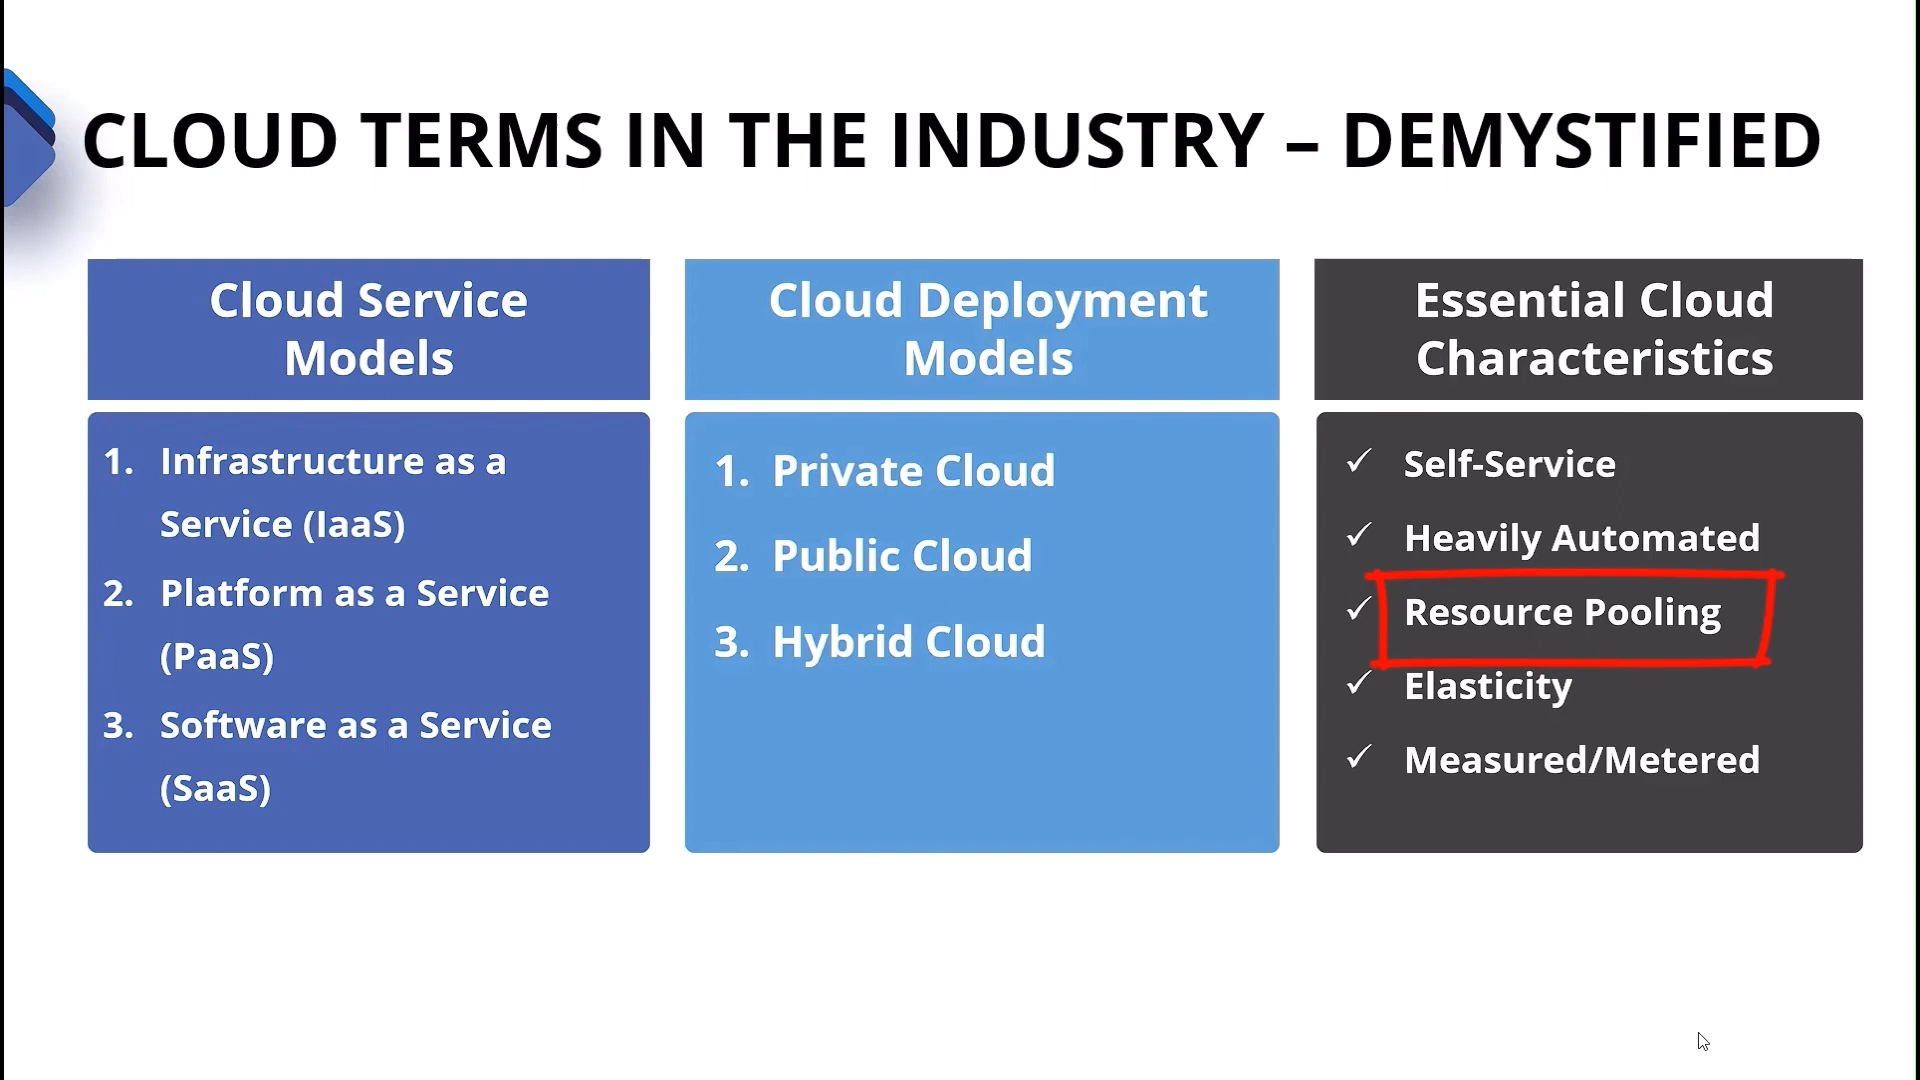 CLOUD TERMS IN THE INDUSTRY – DEMYSTIFIED
Cloud Service
Models
1. Infrastructure as a
Service (IaaS)
2. Platform as a Service
(PaaS)
3. Software as a Service
(SaaS)
Cloud Deployment
Models
1. Private Cloud
2. Public Cloud
3. Hybrid Cloud
Essential Cloud
Characteristics
✓ Self-Service
✓ Heavily Automated
✓ Resource Pooling
✓ Elasticity
✓ Measured/Metered